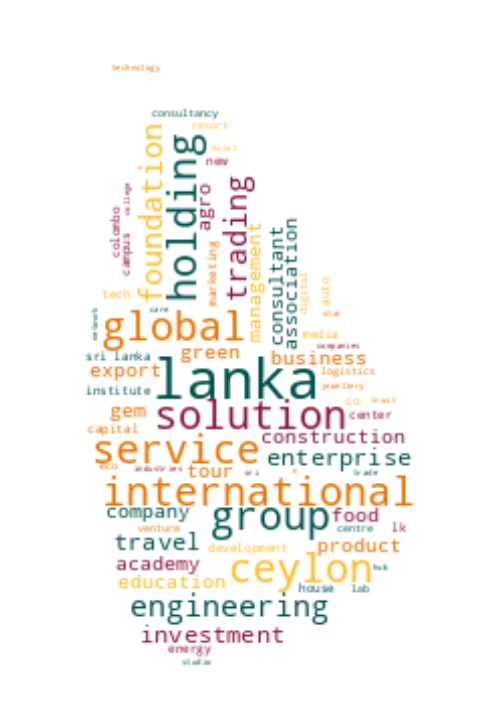 technology
consultancy
resort
hotel
new
foundation
holding
agro
trading
colombo
college
campus
marketing
management
consultant
association
digital
auto
tech
care
star
network
global
media
companies
green
sri lanka
business
export
logistics
lanka
jewellery
institute
co
trust
gem
solution
center
capital
construction
service
enterprise
eco
industries
tour
sri
trade
international
company
group
food
venture
centre
lk
travel
development
product
academy
ceylon
hub
education
house
lab
engineering
investment
energy
studio